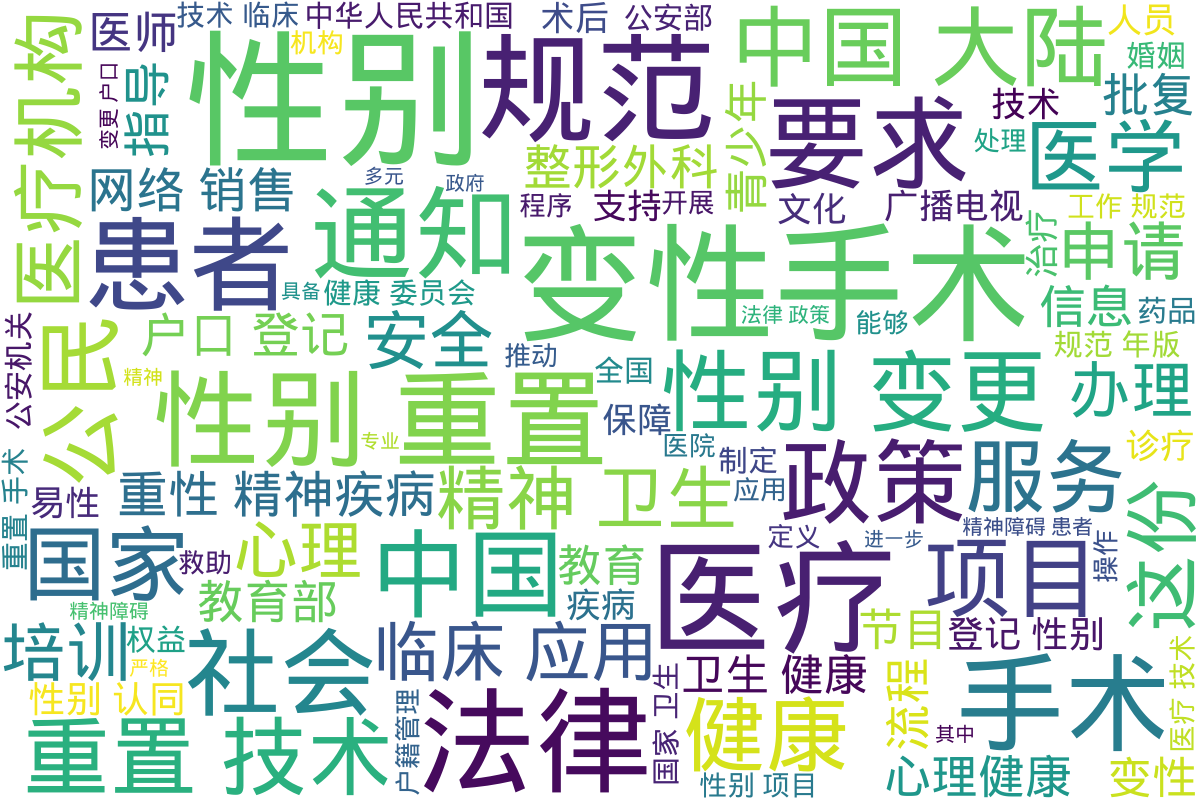 技术 临床
中华人民共和国
术后
公安部
人员
医师
机构
性别
规范
中国 大陆
婚姻
医疗机构
变更 户口
指导
技术
批复
青少年
要求
处理
医学
网络 销售
多元
政府
整形外科
程序
支持
开展
文化
广播电视
工作 规范
患者
通知
变性手术
治疗
申请
具备
健康 委员会
法律 政策
能够
信息
药品
公安机关
公民
户口 登记
安全
推动
全国
规范 年版
精神
性别 重置
性别 变更
办理
保障
专业
医院
制定
应用
政策
服务
诊疗
重置 手术
易性
重性 精神疾病
精神 卫生
国家
救助
心理
中国
教育
定义
进一步
精神障碍 患者
操作
这份
教育部
疾病
医疗
项目
精神障碍
培训
权益
严格
社会
临床 应用
节目
登记 性别
性别 认同
户籍管理
国家 卫生
卫生 健康
流程
手术
医疗 技术
重置 技术
法律
健康
其中
性别 项目
心理健康
变性